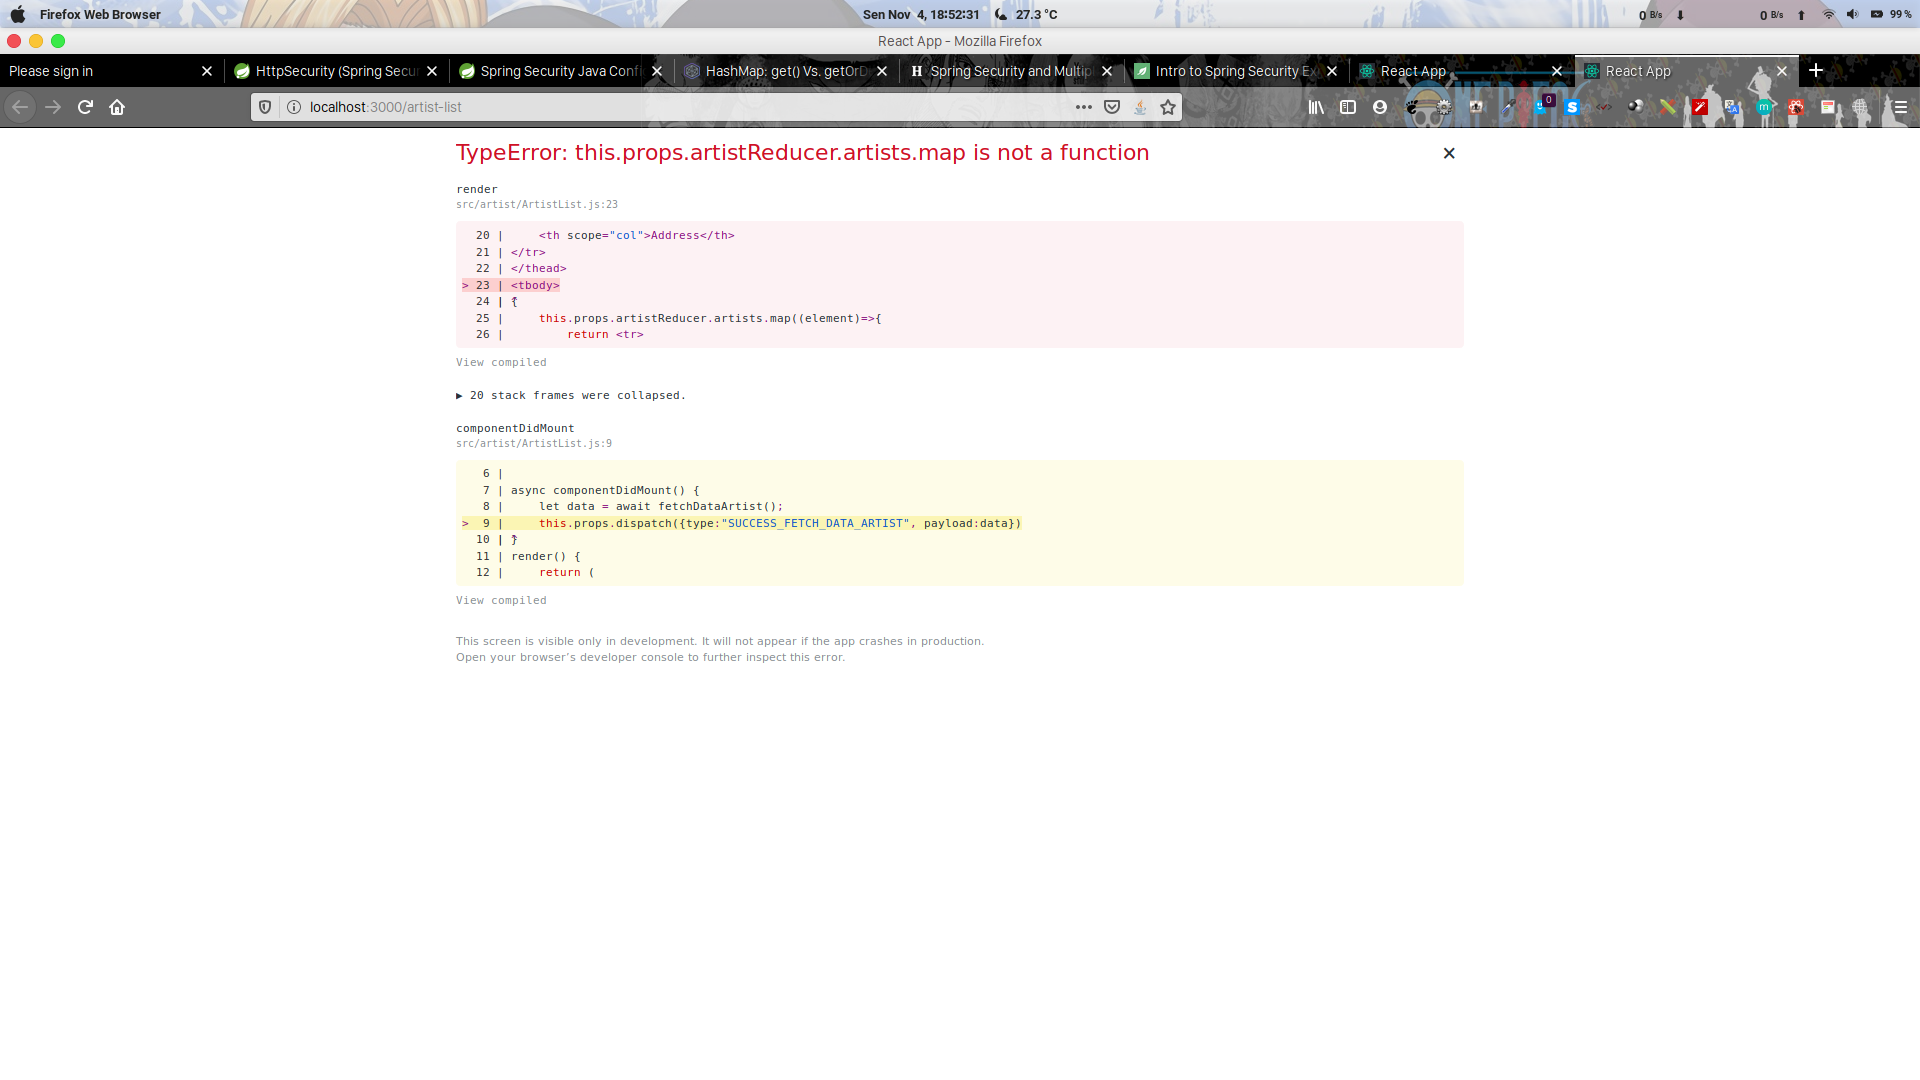 Firefox Web Browser
Sen Nov 4, 18:52:31 27.3 °C
0 B/s 0 B/s 99 %
React App - Mozilla Firefox
Please sign in
HttpSecurity (Spring Secu
Spring Security Java Confi
HashMap: get() Vs. getOrD
H Spring Security and Multip
Intro to Spring Security Ex
React App
React App
localhost:3000/artist-list
0
TypeError: this.props.artistReducer.artists.map is not a function
render
src/artist/ArtistList.js:23
20 | <th scope="col">Address</th>
21 | </tr>
22 | </thead>
> 23 | <tbody>
24 | {
25 | this.props.artistReducer.artists.map((element)=>{
26 | return <tr>
View compiled
▶ 20 stack frames were collapsed.
componentDidMount
src/artist/ArtistList.js:9
6 |
7 | async componentDidMount() {
8 | let data = await fetchDataArtist();
> 9 | this.props.dispatch({type:"SUCCESS_FETCH_DATA_ARTIST", payload:data})
10 | }
11 | render() {
12 | return (
View compiled
This screen is visible only in development. It will not appear if the app crashes in production.
Open your browser’s developer console to further inspect this error.